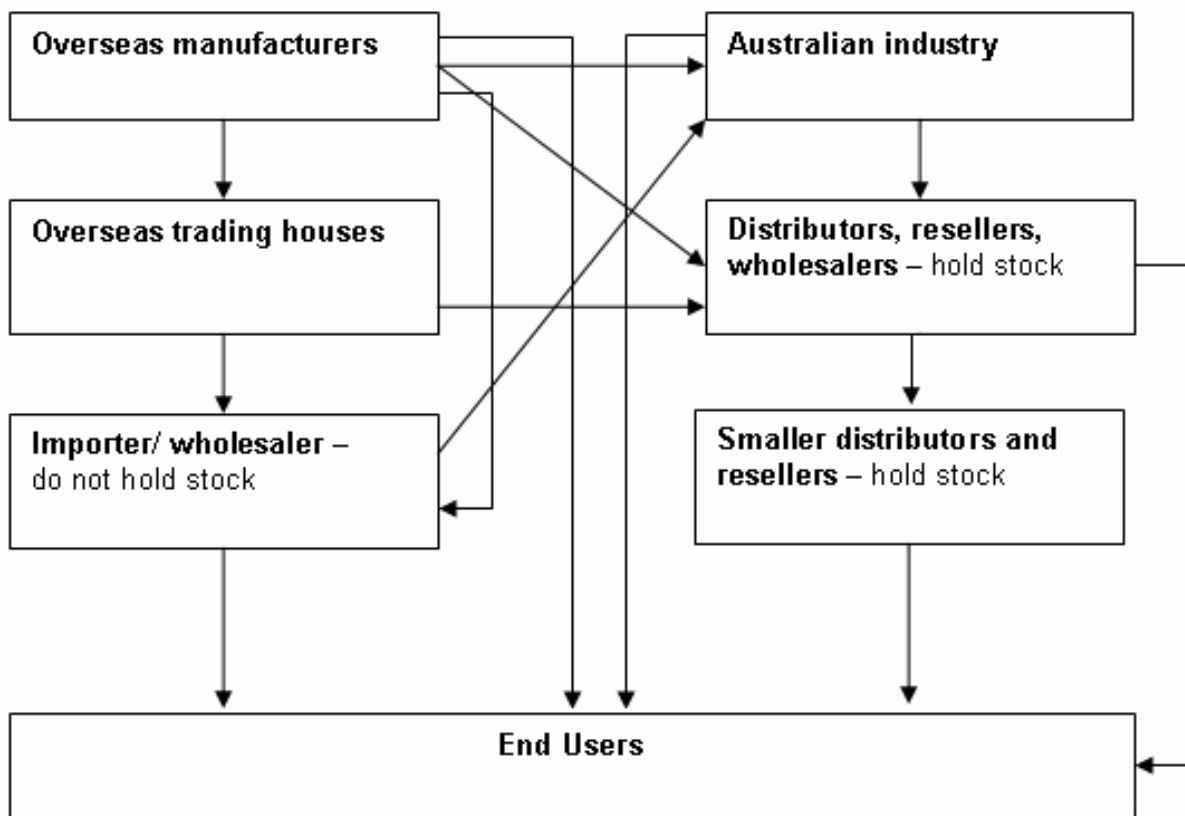 Overseas manufacturers
Australian industry
Overseas trading houses
Distributors, resellers,
wholesalers – hold stock
Importer/ wholesaler –
do not hold stock
Smaller distributors and
resellers – hold stock
End Users